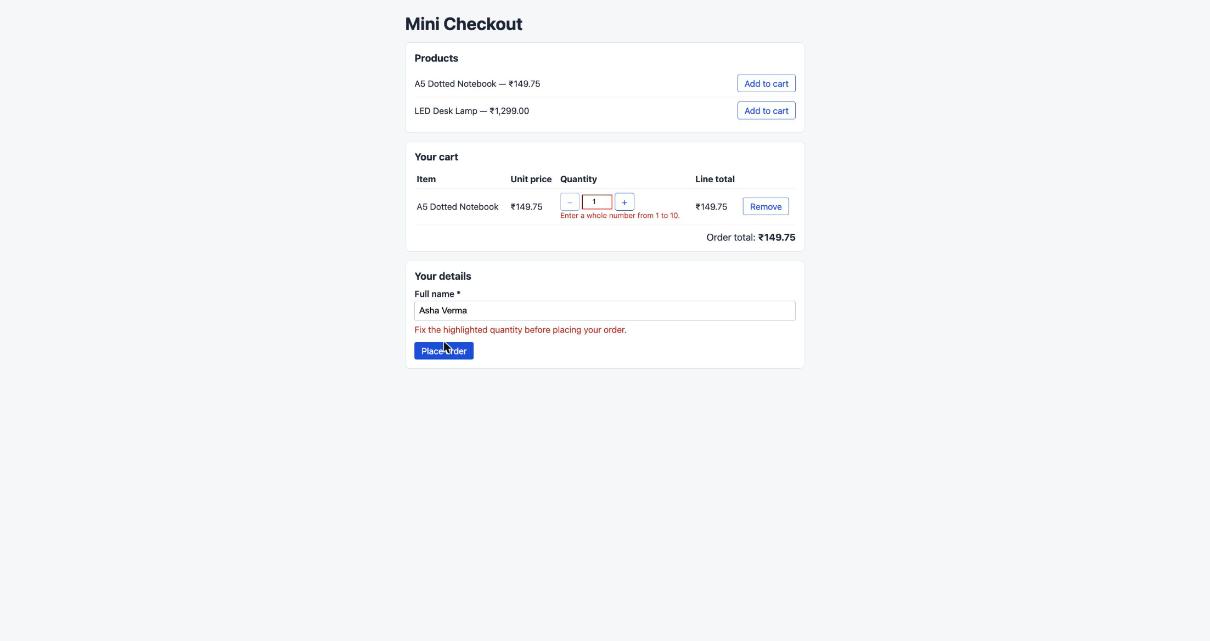 Mini Checkout
Products
A5 Dotted Notebook — ₹149.75 Add to cart
LED Desk Lamp — ₹1,299.00 Add to cart
Your cart
Item Unit price Quantity Line total
A5 Dotted Notebook ₹149.75 − 1 + ₹149.75 Remove
Enter a whole number from 1 to 10.
Order total: ₹149.75
Your details
Full name *
Asha Verma
Fix the highlighted quantity before placing your order.
Place order